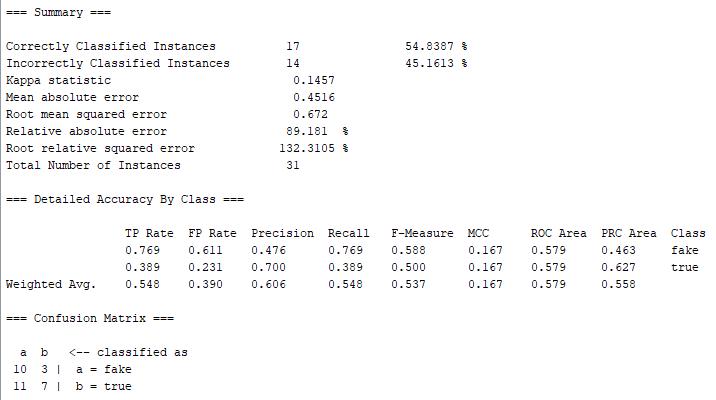 === Summary ===
Correctly Classified Instances 17 54.8387 %
Incorrectly Classified Instances 14 45.1613 %
Kappa statistic 0.1457
Mean absolute error 0.4516
Root mean squared error 0.672
Relative absolute error 89.181 %
Root relative squared error 132.3105 %
Total Number of Instances 31
=== Detailed Accuracy By Class ===
TP Rate FP Rate Precision Recall F-Measure MCC ROC Area PRC Area Class
0.769 0.611 0.476 0.769 0.588 0.167 0.579 0.463 fake
0.389 0.231 0.700 0.389 0.500 0.167 0.579 0.627 true
Weighted Avg. 0.548 0.390 0.606 0.548 0.537 0.167 0.579 0.558
=== Confusion Matrix ===
a b <-- classified as
10 3 | a = fake
11 7 | b = true